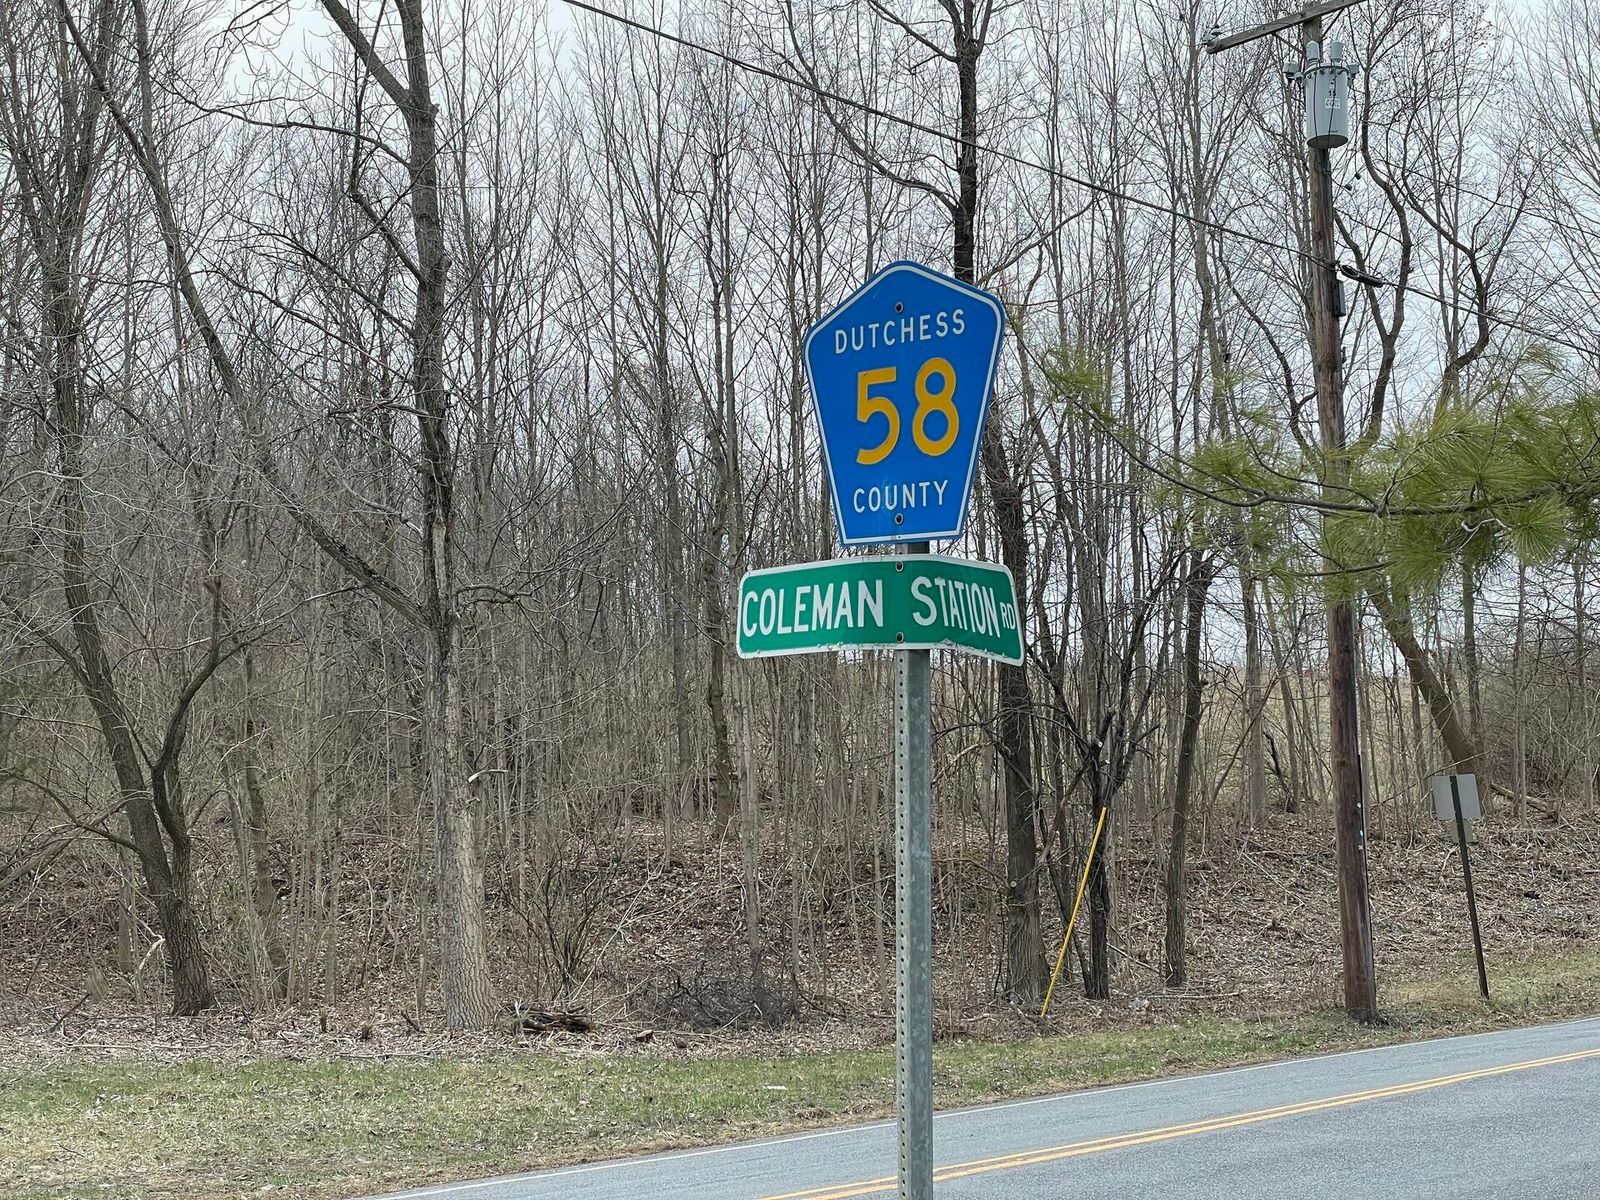 DUTCHESS
58
COUNTY
COLEMAN STATION RD